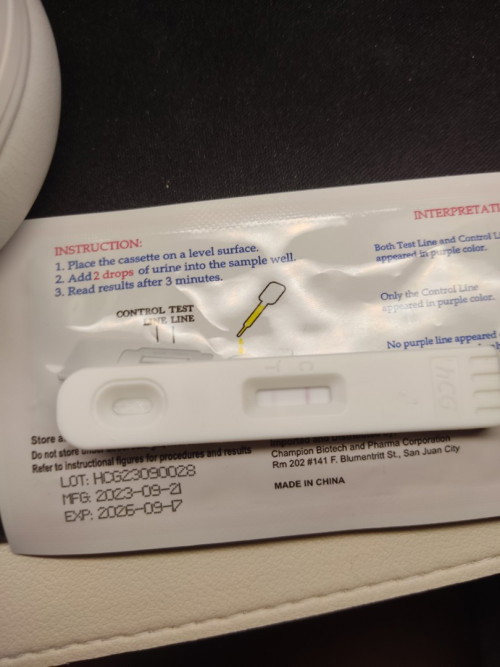 INSTRUCTION:
1. Place the cassette on a level surface.
2. Add 2 drops of urine into the sample well.
3. Read results after 3 minutes.
CONTROL TEST
LINE LINE
Both Test Line and Control
appeared in purple color.
Only the Control Line
appeared in purple color.
No purple line appeared
C
T
HCG
Store
Do not store
Refer to instructional figures for procedures and results
LOT: HCG23090028
MFG: 2023-09-21
EXP: 2026-09-17
Champion Biotech and Pharma Corporation
Rm 202 #141 F. Blumentritt St., San Juan City
MADE IN CHINA